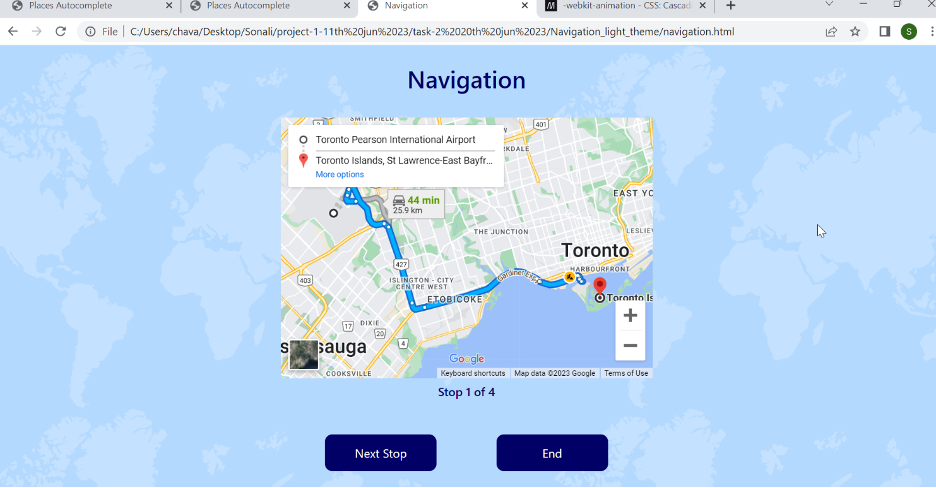 Places Autocomplete
Places Autocomplete
Navigation
-webkit-animation - CSS: Cascad
File
C:/Users/chava/Desktop/Sonali/project-1-11th%20jun%2023/task-2%2020th%20jun%2023/Navigation_light_theme/navigation.html
S
Navigation
SMITHFIELD
401
Toronto Pearson International Airport
Toronto Islands, St Lawrence-East Bayfr...
More options
RKDALE
44 min
25.9 km
EAST YO
THE JUNCTION
LESLIEV
Toronto
427
HARBOURFRONT
403
ISLINGTON - CITY
CENTRE WEST
Gardiner Expy
ETOBICOKE
Toronto Is
17
DIXIE
20
4
s
sauga
COOKSVILLE
Google
Keyboard shortcuts
Map data ©2023 Google
Terms of Use
Stop 1 of 4
Next Stop
End